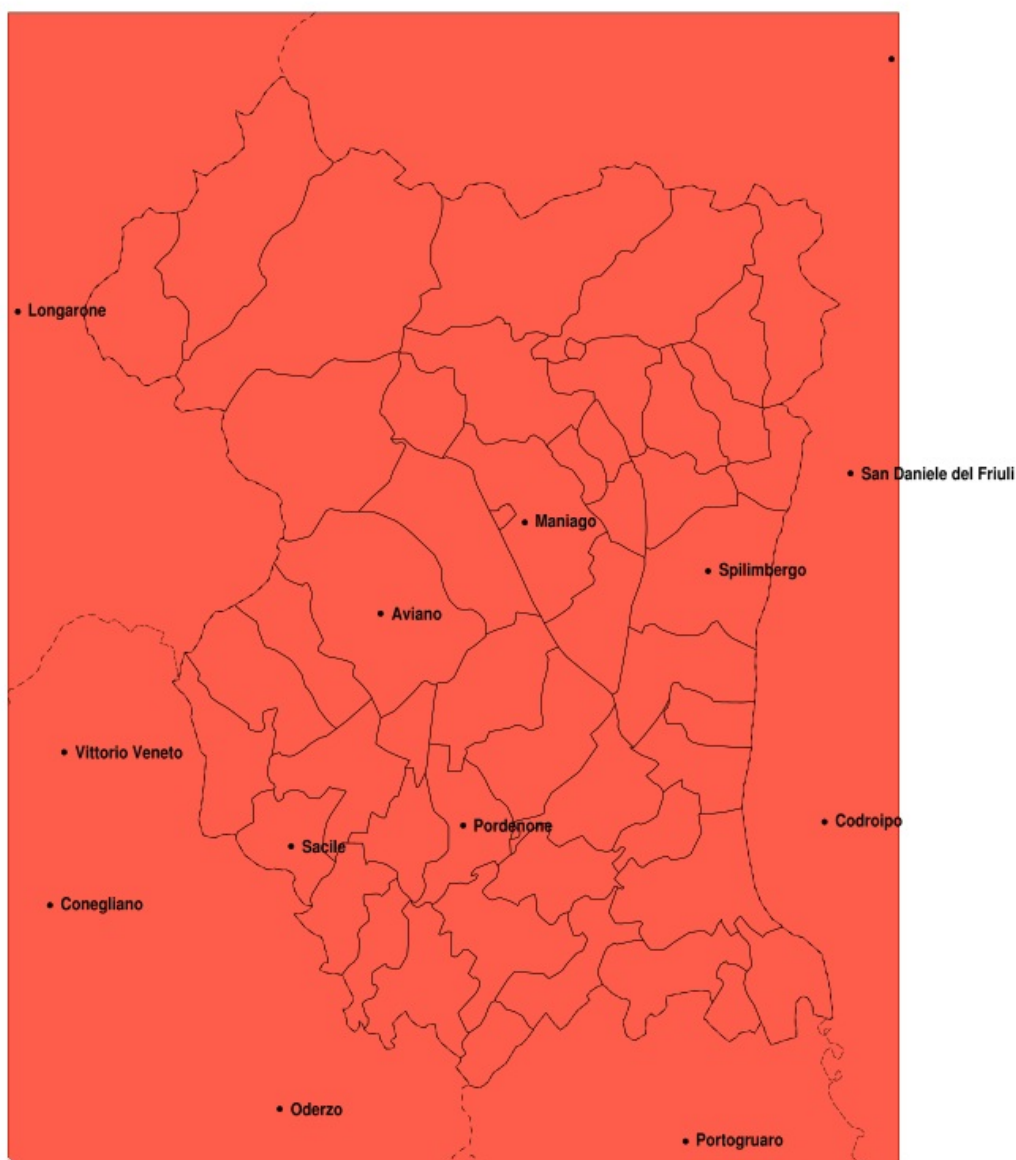 Longarone
San Daniele del Friuli
Maniago
Spilimbergo
Aviano
Vittorio Veneto
Pordenone
Codroipo
Sacile
Conegliano
Oderzo
Portogruaro